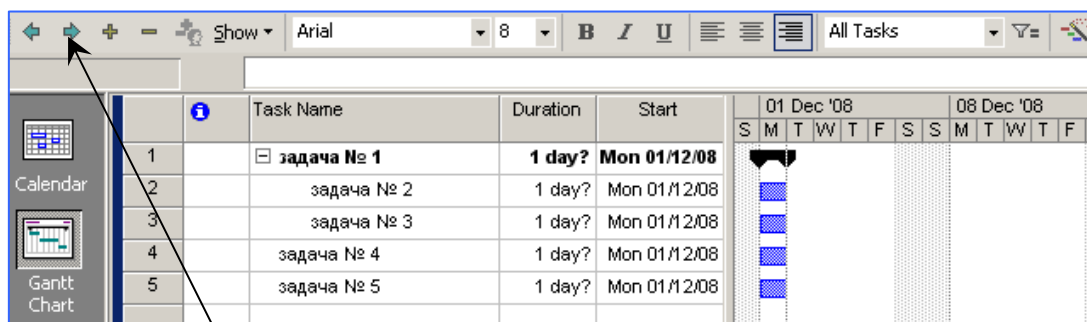 Show Arial 8 B I U All Tasks
Task Name Duration Start 01 Dec '08 08 Dec '08
S M T W T F S S M T W T F
1 задача № 1 1 day? Mon 01/12/08
Calendar
2 задача № 2 1 day? Mon 01/12/08
3 задача № 3 1 day? Mon 01/12/08
4 задача № 4 1 day? Mon 01/12/08
5 задача № 5 1 day? Mon 01/12/08
Gantt
Chart